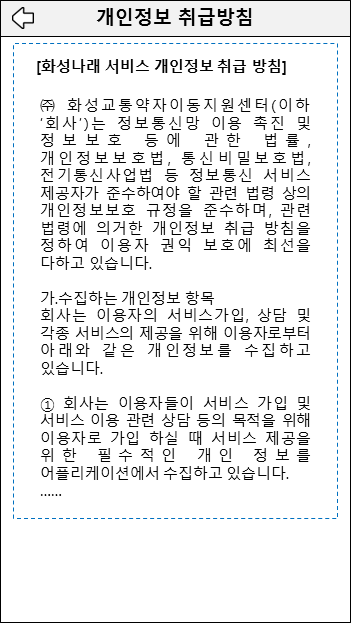 개인정보 취급방침
[화성나래 서비스 개인정보 취급 방침]
㈜ 화성교통약자이동지원센터(이하
'회사')는 정보통신망 이용 촉진 및
정보보호 등에 관한 법률,
개인정보보호법, 통신비밀보호법,
전기통신사업법 등 정보통신 서비스
제공자가 준수하여야 할 관련 법령 상의
개인정보보호 규정을 준수하며, 관련
법령에 의거한 개인정보 취급 방침을
정하여 이용자 권익 보호에 최선을
다하고 있습니다.
가.수집하는 개인정보 항목
회사는 이용자의 서비스가입, 상담 및
각종 서비스의 제공을 위해 이용자로부터
아래와 같은 개인정보를 수집하고
있습니다.
① 회사는 이용자들이 서비스 가입 및
서비스 이용 관련 상담 등의 목적을 위해
이용자로 가입 하실 때 서비스 제공을
위한 필수적인 개인 정보를
어플리케이션에서 수집하고 있습니다.
......